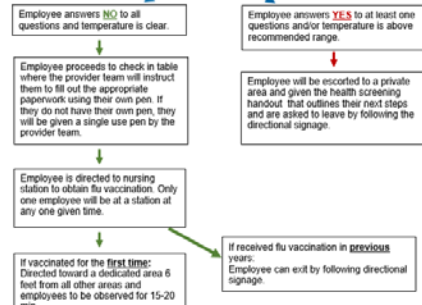 Employee answers NO to all
questions and temperature is clear.
Employee answers YES to at least one
questions and/or temperature is above
recommended range.
Employee proceeds to check in table
where the provider team will instruct
them to fill out the appropriate
paperwork using their own pen. If
they do not have their own pen, they
will be given a single use pen by the
provider team.
Employee will be escorted to a private
area and given the health screening
handout that outlines their next steps
and are asked to leave by following the
directional signage.
Employee is directed to nursing
station to obtain flu vaccination. Only
one employee will be at a station at
any one given time.
If vaccinated for the first time:
Directed toward a dedicated area 6
feet from all other areas and
employees to be observed for 15-20
If received flu vaccination in previous
years:
Employee can exit by following directional
signage.